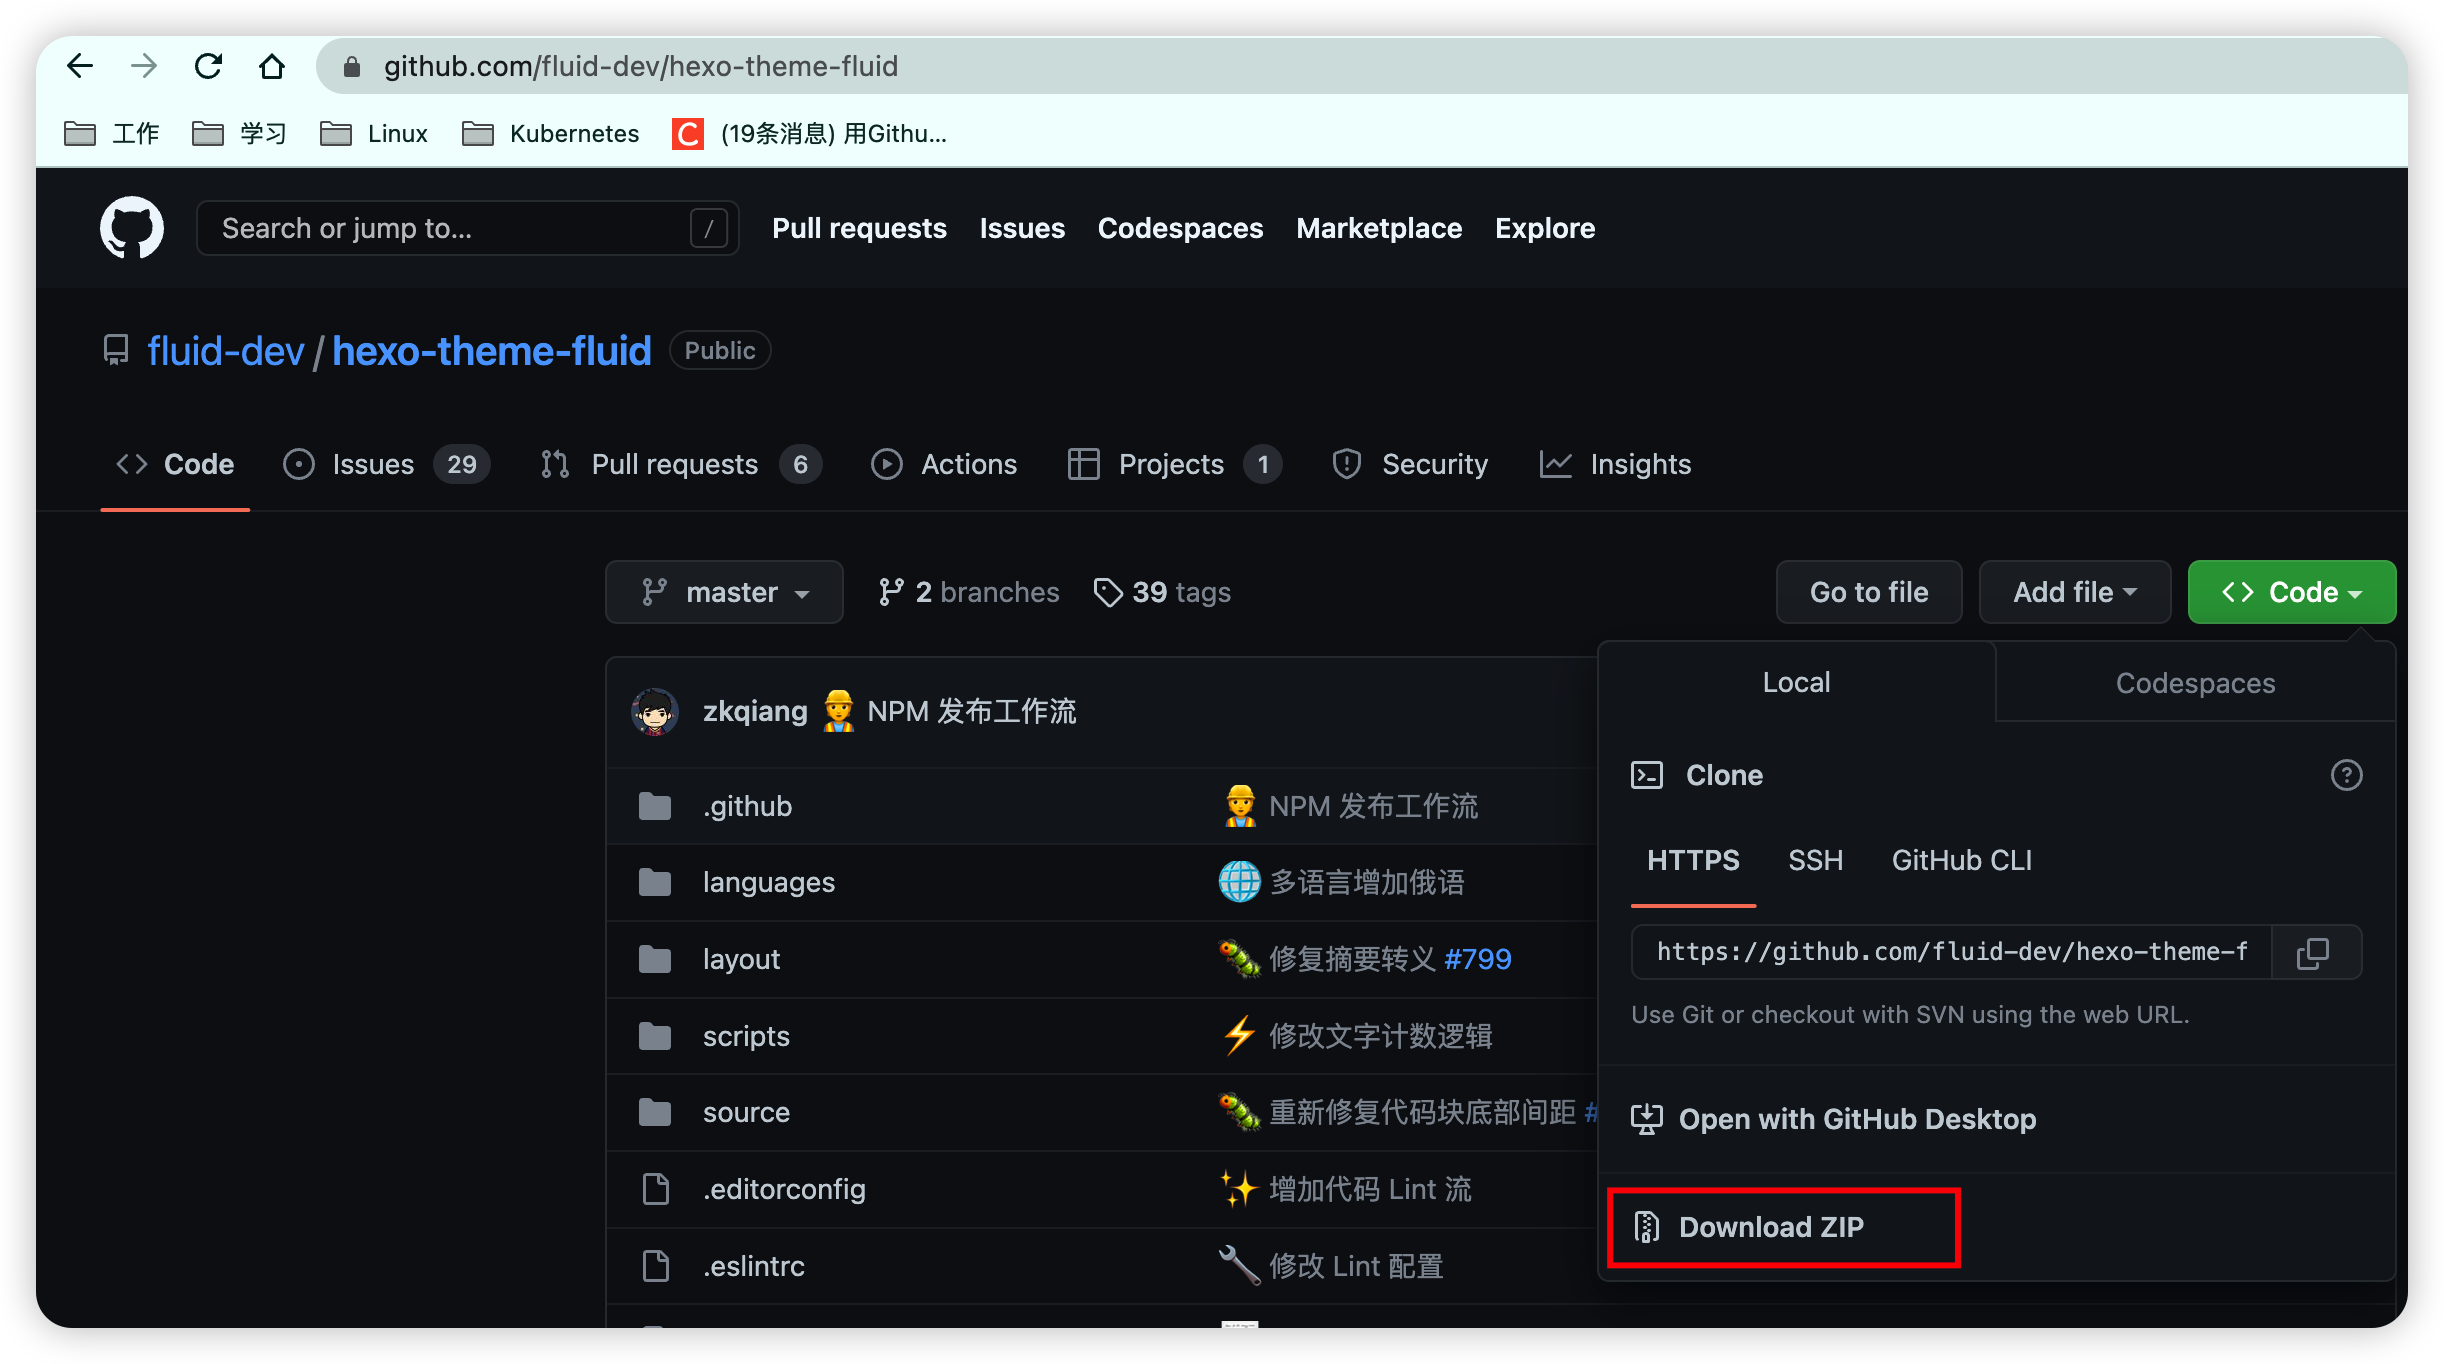 github.com/fluid-dev/hexo-theme-fluid
工作 学习 Linux Kubernetes C (19条消息) 用Githu...
Search or jump to... / Pull requests Issues Codespaces Marketplace Explore
fluid-dev / hexo-theme-fluid Public
Code Issues 29 Pull requests 6 Actions Projects 1 Security Insights
master 2 branches 39 tags Go to file Add file Code
Local Codespaces
zkqiang NPM 发布工作流
Clone
.github NPM 发布工作流
HTTPS SSH GitHub CLI
languages 多语言增加俄语
https://github.com/fluid-dev/hexo-theme-f
layout 修复摘要转义 #799
Use Git or checkout with SVN using the web URL.
scripts 修改文字计数逻辑
source 重新修复代码块底部间距 #
Open with GitHub Desktop
.editorconfig 增加代码 Lint 流
Download ZIP
.eslintrc 修改 Lint 配置